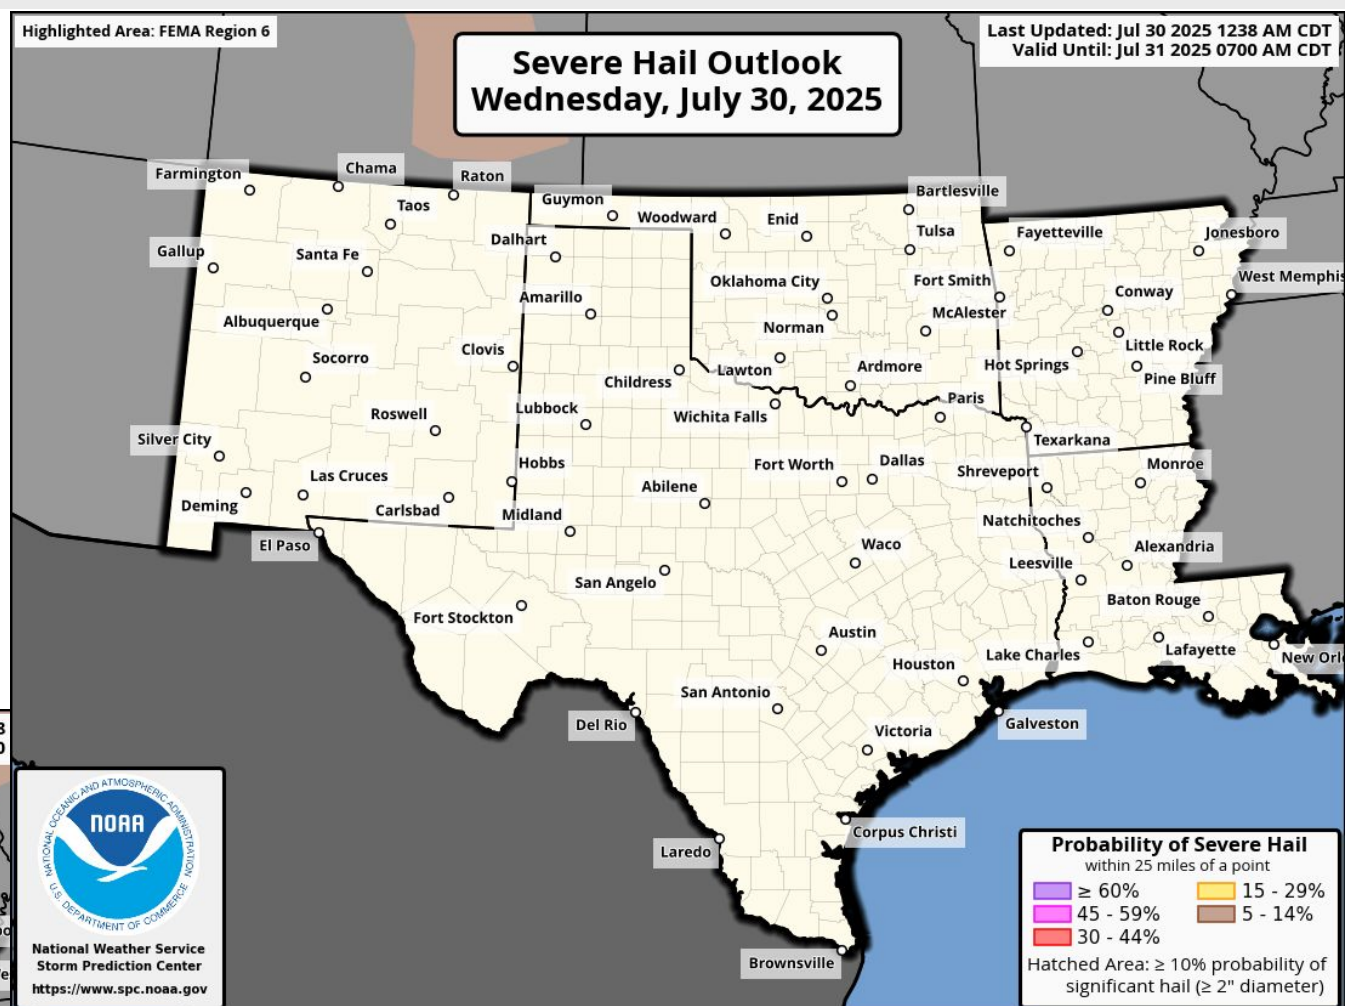 Highlighted Area: FEMA Region 6
Severe Hail Outlook
Wednesday, July 30, 2025
Last Updated: Jul 30 2025 1238 AM CDT
Valid Until: Jul 31 2025 0700 AM CDT
Farmington
Chama
Raton
Taos
Guymon
Woodward
Enid
Bartlesville
Tulsa
Fayetteville
Jonesboro
Gallup
Santa Fe
Dalhart
Oklahoma City
Fort Smith
West Memphis
Albuquerque
Amarillo
Norman
McAlester
Conway
Little Rock
Socorro
Clovis
Childress
Lawton
Ardmore
Hot Springs
Pine Bluff
Roswell
Lubbock
Wichita Falls
Paris
Texarkana
Silver City
Las Cruces
Hobbs
Abilene
Fort Worth
Dallas
Shreveport
Monroe
Deming
Carlsbad
Midland
Natchitoches
El Paso
San Angelo
Waco
Leesville
Alexandria
Fort Stockton
Austin
Baton Rouge
Houston
Lake Charles
Lafayette
New Orl
San Antonio
Del Rio
Victoria
Galveston
Laredo
Corpus Christi
Brownsville
8
0
NATIONAL OCEANIC AND ATMOSPHERIC ADMINISTRATION
NOAA
U.S. DEPARTMENT OF COMMERCE
National Weather Service
Storm Prediction Center
https://www.spc.noaa.gov
Probability of Severe Hail
within 25 miles of a point
≥ 60%
15 - 29%
45 - 59%
5 - 14%
30 - 44%
Hatched Area: ≥ 10% probability of
significant hail (≥ 2" diameter)